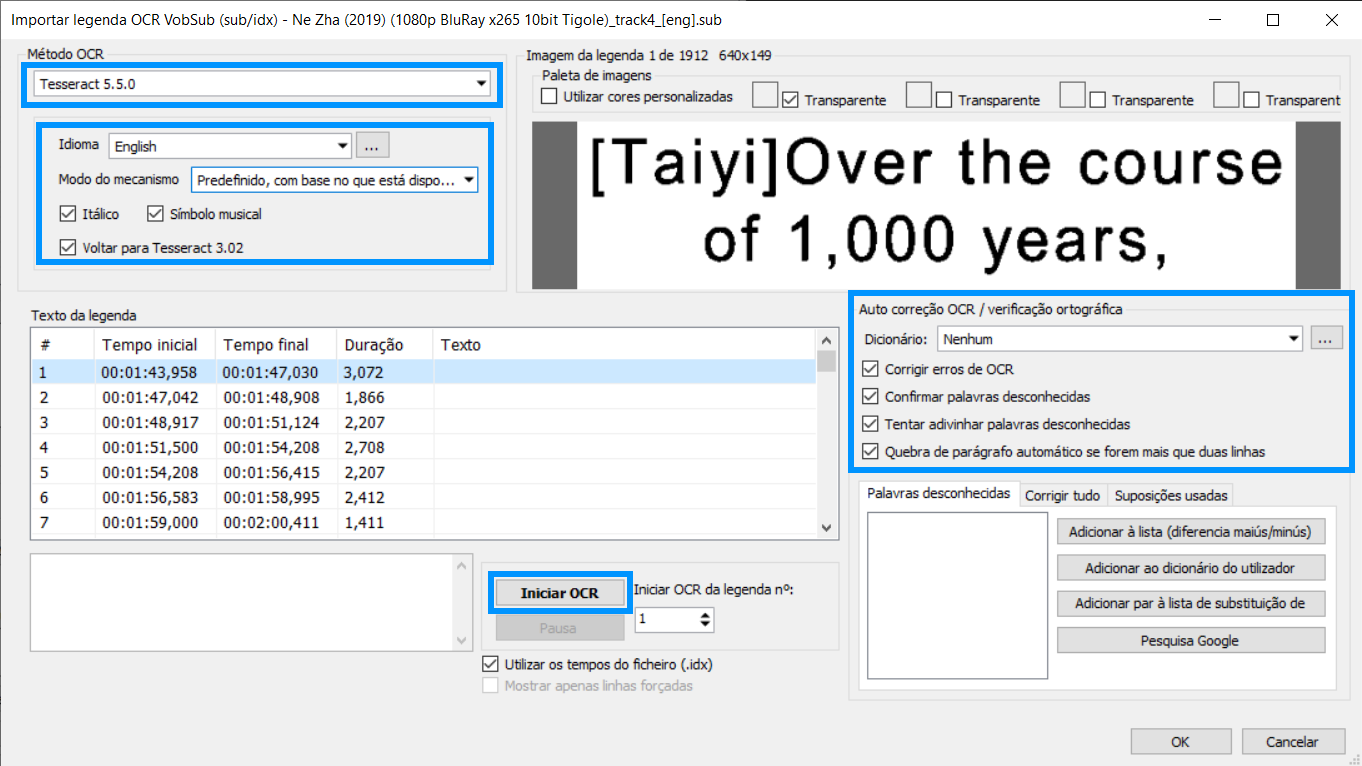 Importar legenda OCR VobSub (sub/idx) - Ne Zha (2019) (1080p BluRay x265 10bit Tigole)_track4_[eng].sub
Método OCR
Tesseract 5.5.0
Idioma English ...
Modo do mecanismo Predefinido, com base no que está dispo...
Itálico Símbolo musical
Voltar para Tesseract 3.02
Imagem da legenda 1 de 1912 640x149
Paleta de imagens
Utilizar cores personalizadas Transparente Transparente Transparente Transparent
[Taiyi]Over the course
of 1,000 years,
Texto da legenda
# Tempo inicial Tempo final Duração Texto
1 00:01:43,958 00:01:47,030 3,072
2 00:01:47,042 00:01:48,908 1,866
3 00:01:48,917 00:01:51,124 2,207
4 00:01:51,500 00:01:54,208 2,708
5 00:01:54,208 00:01:56,415 2,207
6 00:01:56,583 00:01:58,995 2,412
7 00:01:59,000 00:02:00,411 1,411
Auto correção OCR / verificação ortográfica
Dicionário: Nenhum ...
Corrigir erros de OCR
Confirmar palavras desconhecidas
Tentar adivinhar palavras desconhecidas
Quebra de parágrafo automático se forem mais que duas linhas
Palavras desconhecidas Corrigir tudo Suposições usadas
Adicionar à lista (diferencia maiús/minús)
Adicionar ao dicionário do utilizador
Adicionar par à lista de substituição de
Pesquisa Google
Iniciar OCR
Pausa
Iniciar OCR da legenda nº:
1
Utilizar os tempos do ficheiro (.idx)
Mostrar apenas linhas forçadas
OK Cancelar